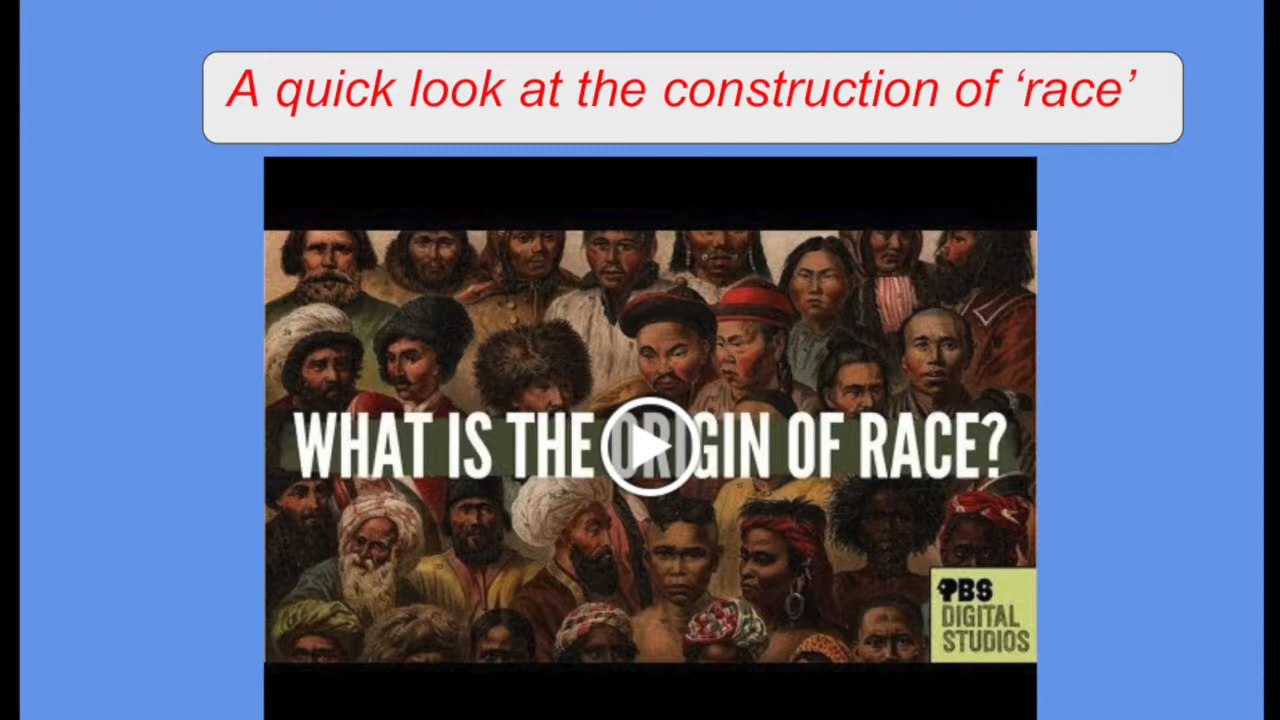 A quick look at the construction of ‘race’
WHAT IS THE ORIGIN OF RACE?
PBS
DIGITAL
STUDIOS